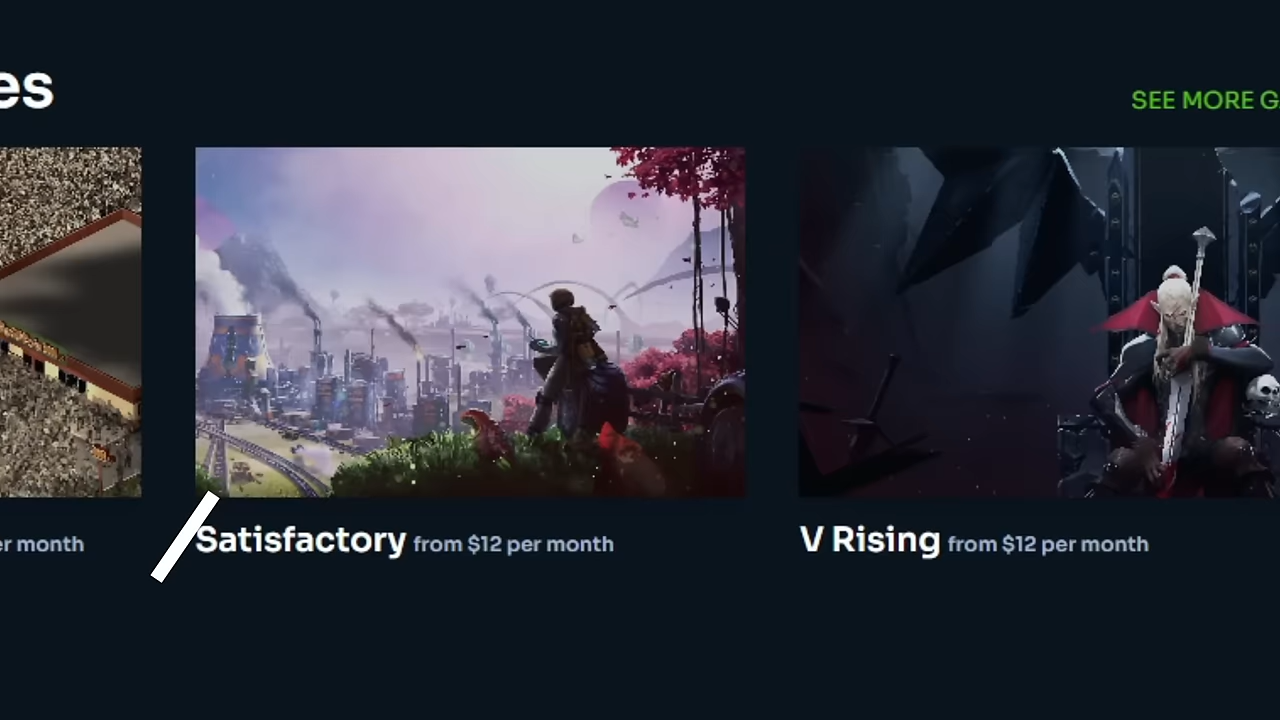 es
SEE MORE G
er month
Satisfactory from $12 per month
V Rising from $12 per month